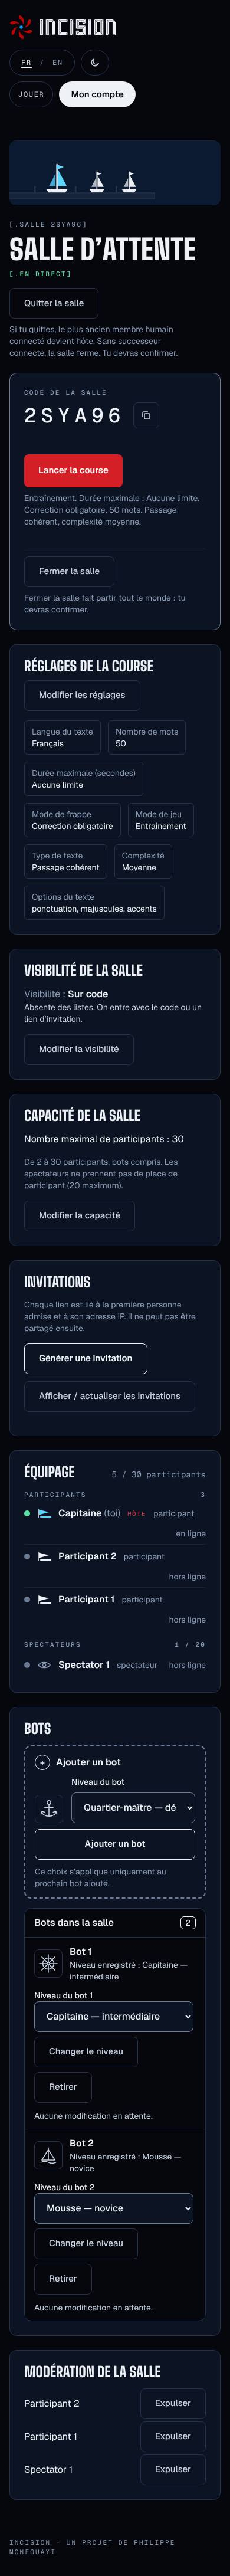 INCISION
FR / EN
JOUER
Mon compte
[.SALLE 2SYA96]
SALLE D'ATTENTE
[.EN DIRECT]
Quitter la salle
Si tu quittes, le plus ancien membre humain
connecté devient hôte. Sans successeur
connecté, la salle ferme. Tu devras confirmer.
CODE DE LA SALLE
2SYA96
Lancer la course
Entraînement. Durée maximale : Aucune limite.
Correction obligatoire. 50 mots. Passage
cohérent, complexité moyenne.
Fermer la salle
Fermer la salle fait partir tout le monde : tu
devras confirmer.
RÉGLAGES DE LA COURSE
Modifier les réglages
Langue du texte
Français
Nombre de mots
50
Durée maximale (secondes)
Aucune limite
Mode de frappe
Correction obligatoire
Mode de jeu
Entraînement
Type de texte
Passage cohérent
Complexité
Moyenne
Options du texte
ponctuation, majuscules, accents
VISIBILITÉ DE LA SALLE
Visibilité : Sur code
Absente des listes. On entre avec le code ou un
lien d'invitation.
Modifier la visibilité
CAPACITÉ DE LA SALLE
Nombre maximal de participants : 30
De 2 à 30 participants, bots compris. Les
spectateurs ne prennent pas de place de
participant (20 maximum).
Modifier la capacité
INVITATIONS
Chaque lien est lié à la première personne
admise et à son adresse IP. Il ne peut pas être
partagé ensuite.
Générer une invitation
Afficher / actualiser les invitations
ÉQUIPAGE
5 / 30 participants
PARTICIPANTS 3
Capitaine (toi) HÔTE participant
en ligne
Participant 2 participant
hors ligne
Participant 1 participant
hors ligne
SPECTATEURS 1 / 20
Spectator 1 spectateur hors ligne
BOTS
+ Ajouter un bot
Niveau du bot
Quartier-maître — dé
Ajouter un bot
Ce choix s'applique uniquement au
prochain bot ajouté.
Bots dans la salle 2
Bot 1
Niveau enregistré : Capitaine —
intermédiaire
Niveau du bot 1
Capitaine — intermédiaire
Changer le niveau
Retirer
Aucune modification en attente.
Bot 2
Niveau enregistré : Mousse —
novice
Niveau du bot 2
Mousse — novice
Changer le niveau
Retirer
Aucune modification en attente.
MODÉRATION DE LA SALLE
Participant 2 Expulser
Participant 1 Expulser
Spectator 1 Expulser
INCISION · UN PROJET DE PHILIPPE
MONFOUAYI